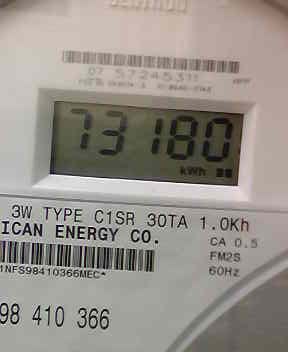 CENTRON
07 57245311
73180
kWh
3W TYPE C1SR 30TA 1.0Kh
ICAN ENERGY CO.
CA 0.5
FM2S
1NFS98410366MEC*
60Hz
98 410 366